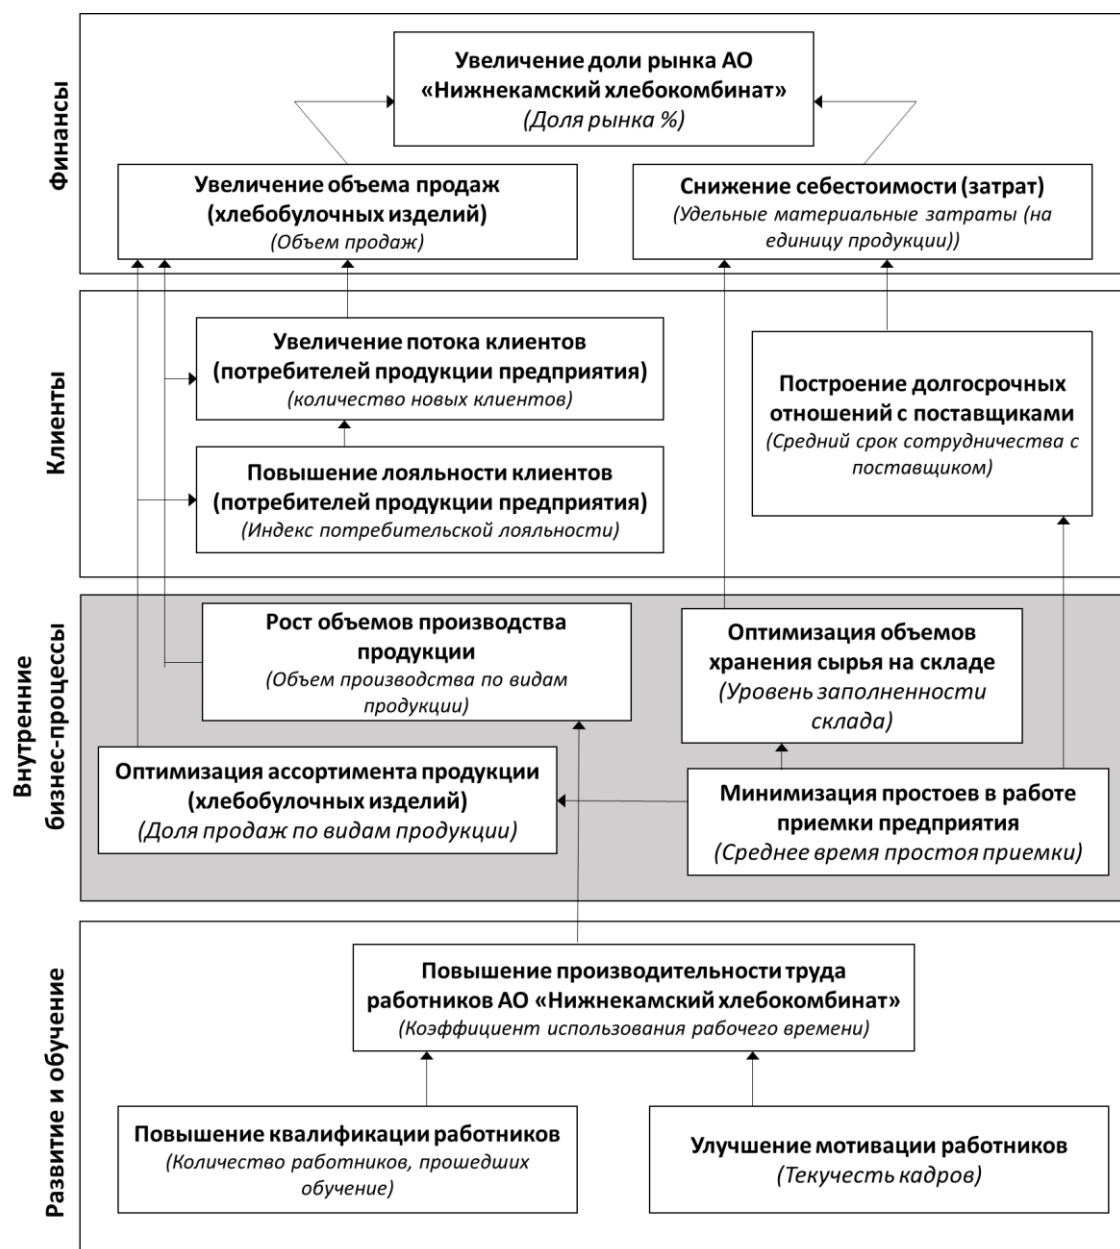 Финансы
Увеличение доли рынка АО
«Нижнекамский хлебокомбинат»
(Доля рынка %)
Увеличение объема продаж
(хлебобулочных изделий)
(Объем продаж)
Снижение себестоимости (затрат)
(Удельные материальные затраты (на
единицу продукции))
Клиенты
Увеличение потока клиентов
(потребителей продукции предприятия)
(количество новых клиентов)
Повышение лояльности клиентов
(потребителей продукции предприятия)
(Индекс потребительской лояльности)
Построение долгосрочных
отношений с поставщиками
(Средний срок сотрудничества с
поставщиком)
Внутренние
бизнес-процессы
Рост объемов производства
продукции
(Объем производства по видам
продукции)
Оптимизация объемов
хранения сырья на складе
(Уровень заполненности
склада)
Оптимизация ассортимента продукции
(хлебобулочных изделий)
(Доля продаж по видам продукции)
Минимизация простоев в работе
приемки предприятия
(Среднее время простоя приемки)
Развитие и обучение
Повышение производительности труда
работников АО «Нижнекамский хлебокомбинат»
(Коэффициент использования рабочего времени)
Повышение квалификации работников
(Количество работников, прошедших
обучение)
Улучшение мотивации работников
(Текучесть кадров)